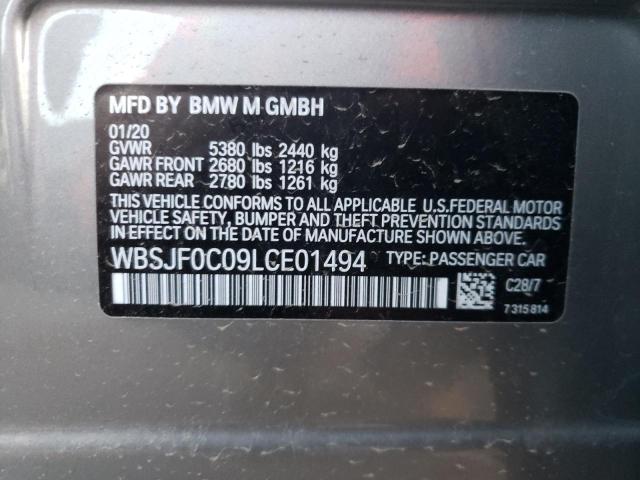 MFD BY BMW M GMBH
01/20
GVWR 5380 lbs 2440 kg
GAWR FRONT 2680 lbs 1216 kg
GAWR REAR 2780 lbs 1261 kg
THIS VEHICLE CONFORMS TO ALL APPLICABLE U.S.FEDERAL MOTOR
VEHICLE SAFETY, BUMPER AND THEFT PREVENTION STANDARDS
IN EFFECT ON THE DATE OF MANUFACTURE SHOWN ABOVE.
WBSJF0C09LCE01494 TYPE: PASSENGER CAR
C28/7
7 315 814